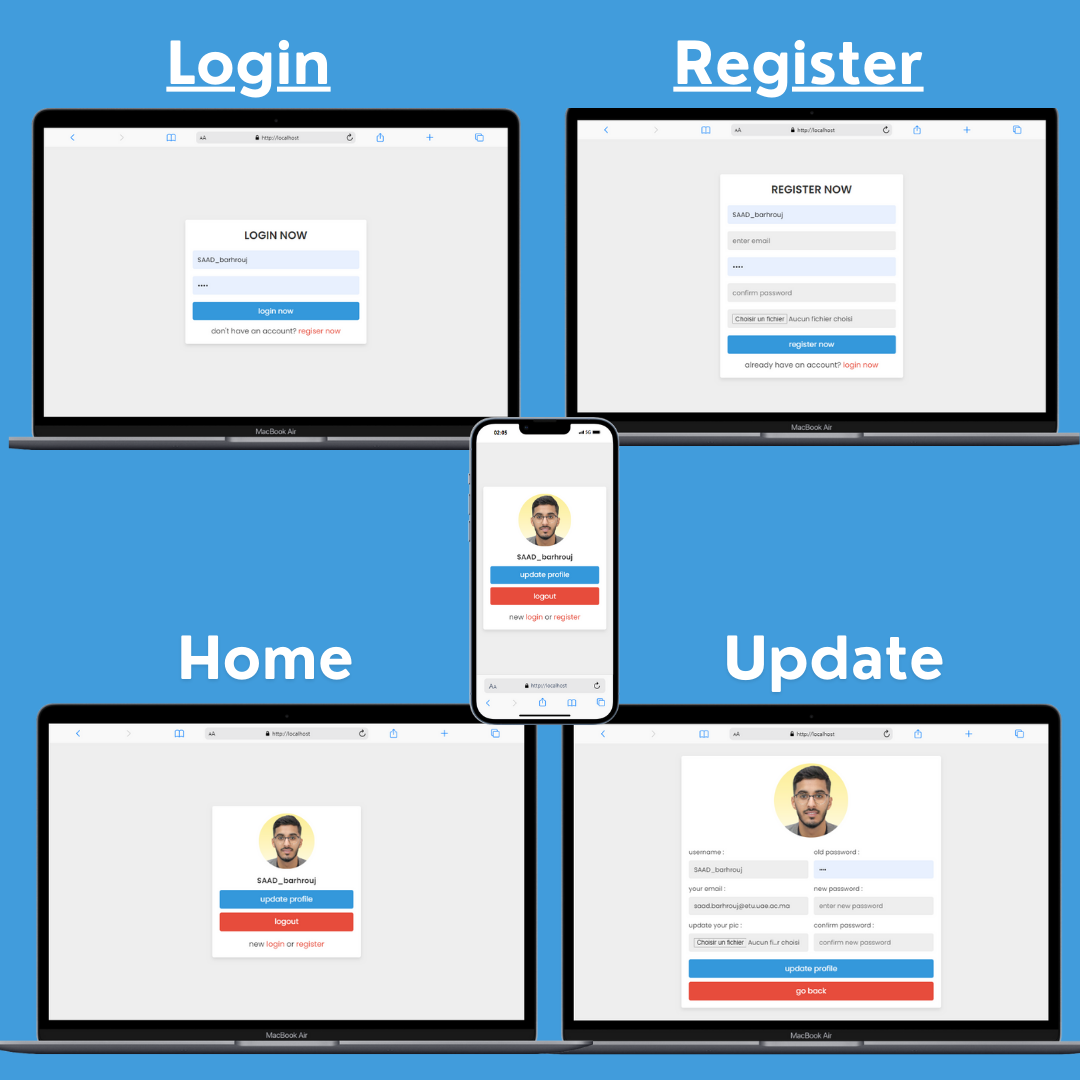 Login
Register
AA
http://localhost
LOGIN NOW
SAAD_barhrouj
••••
login now
don't have an account? regiser now
MacBook Air
AA
http://localhost
REGISTER NOW
SAAD_barhrouj
enter email
••••
confirm password
Choisir un fichier Aucun fichier choisi
register now
already have an account? login now
MacBook Air
02:05
5G
SAAD_barhrouj
update profile
logout
new login or register
AA
http://localhost
Home
Update
AA
http://localhost
SAAD_barhrouj
update profile
logout
new login or register
MacBook Air
AA
http://localhost
username :
old password :
SAAD_barhrouj
••••
your email :
new password :
saad.barhrouj@etu.uae.ac.ma
enter new password
update your pic :
confirm password :
Choisir un fichier Aucun fi...r choisi
confirm new password
update profile
go back
MacBook Air